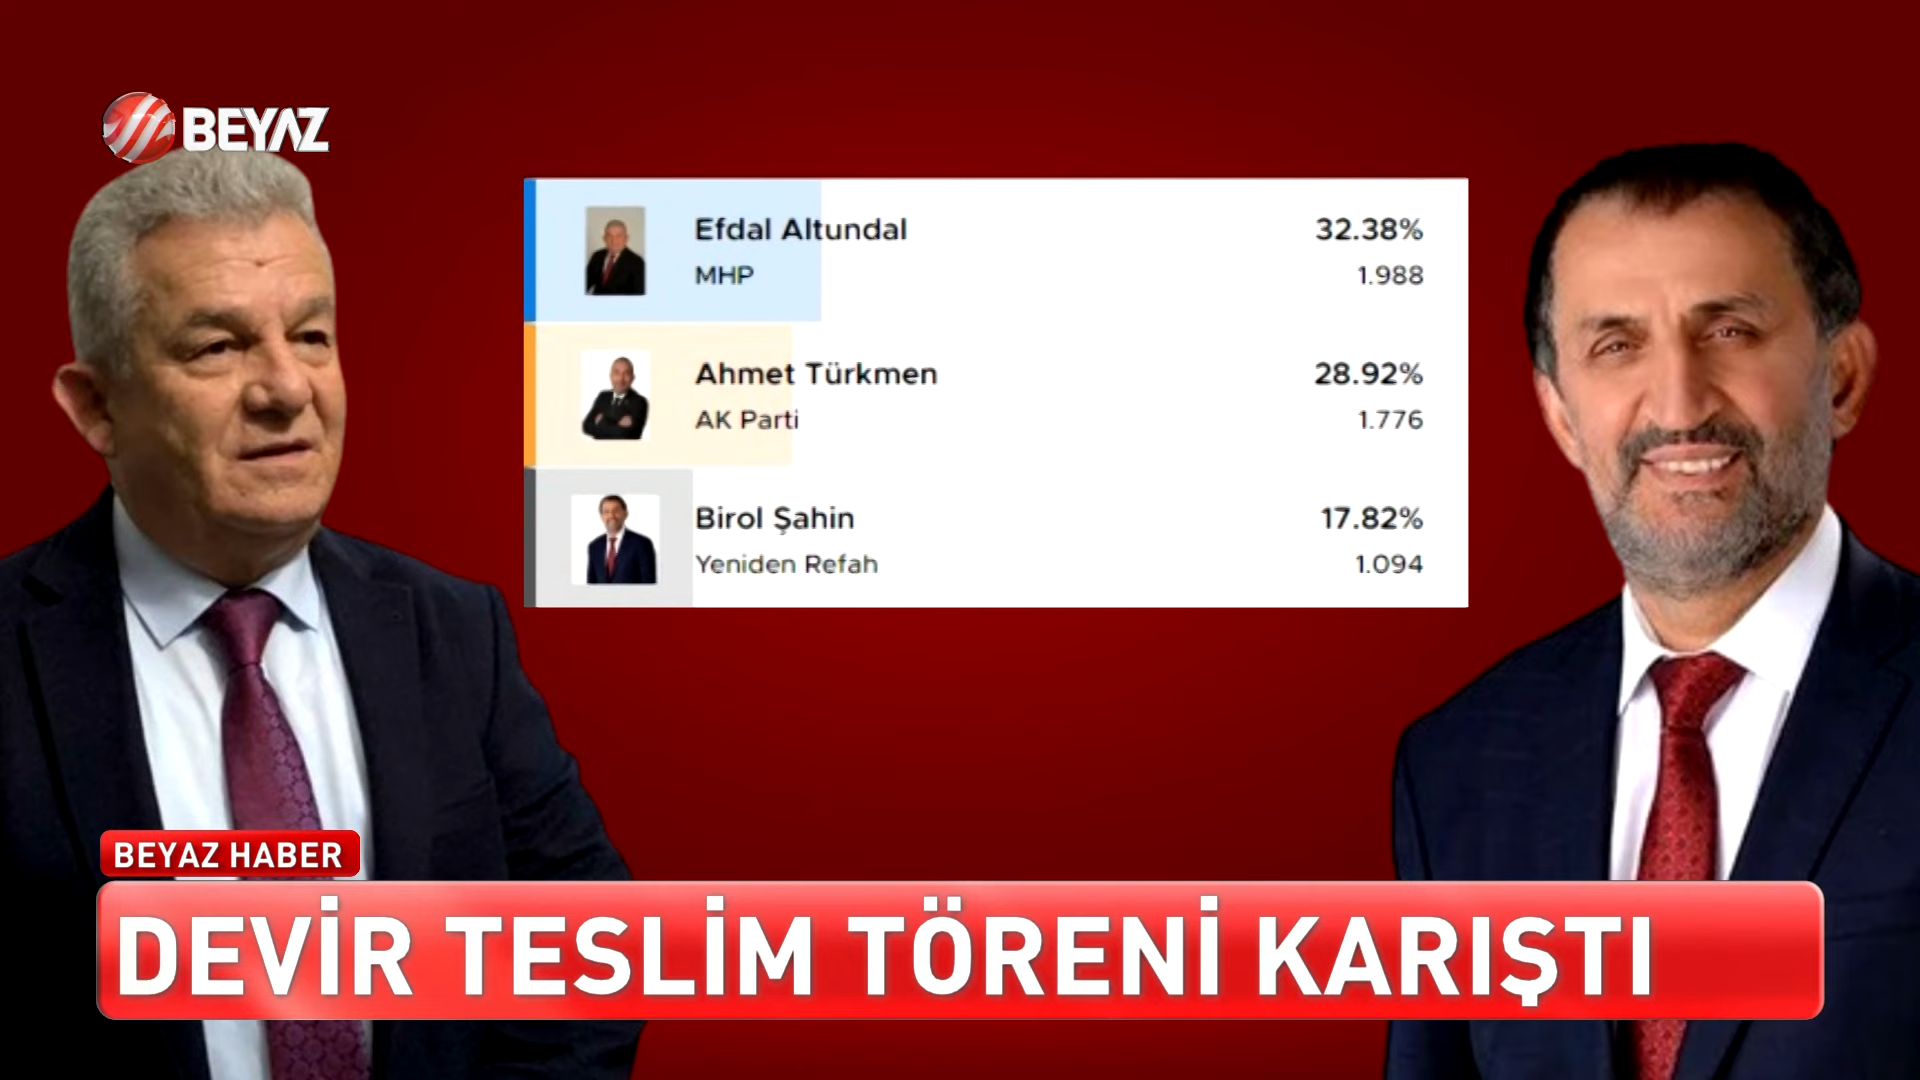 BEYAZ
Efdal Altundal 32.38%
MHP 1.988
Ahmet Türkmen 28.92%
AK Parti 1.776
Birol Şahin 17.82%
Yeniden Refah 1.094
BEYAZ HABER
DEVİR TESLİM TÖRENİ KARIŞTI